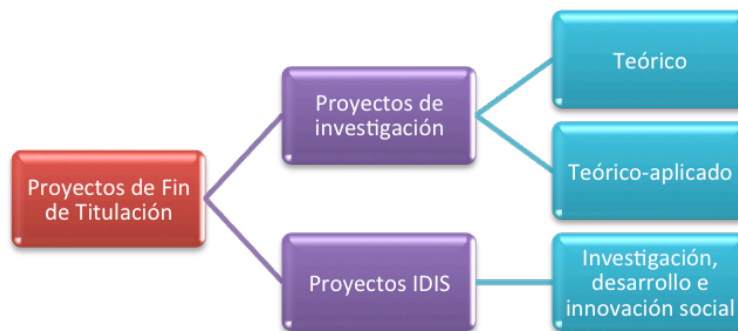 Proyectos de Fin
de Titulación
Proyectos de
investigación
Teórico
Teórico-aplicado
Proyectos IDIS
Investigación,
desarrollo e
innovación social